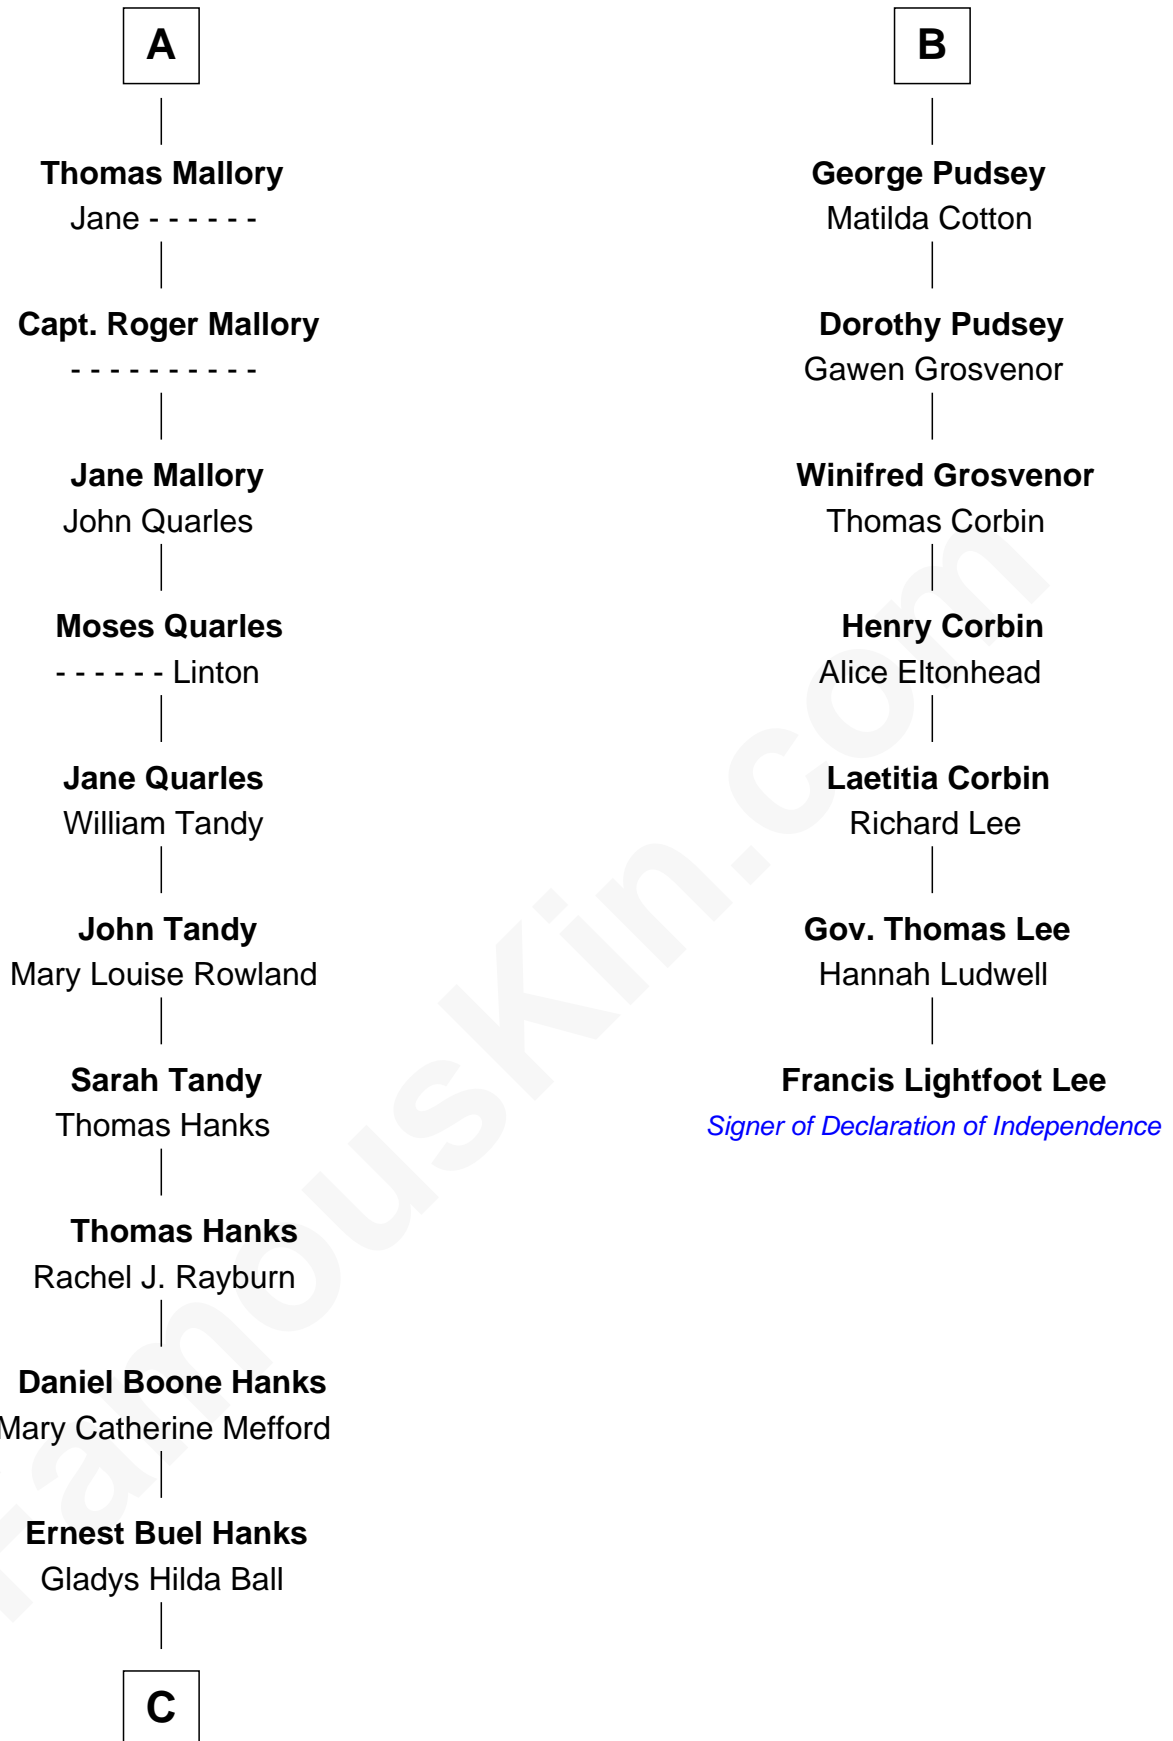 A
Thomas Mallory
Jane - - - - - -
Capt. Roger Mallory
- - - - - - - - - -
Jane Mallory
John Quarles
Moses Quarles
- - - - - - Linton
Jane Quarles
William Tandy
John Tandy
Mary Louise Rowland
Sarah Tandy
Thomas Hanks
Thomas Hanks
Rachel J. Rayburn
Daniel Boone Hanks
Mary Catherine Mefford
Ernest Buel Hanks
Gladys Hilda Ball
C
B
George Pudsey
Matilda Cotton
Dorothy Pudsey
Gawen Grosvenor
Winifred Grosvenor
Thomas Corbin
Henry Corbin
Alice Eltonhead
Laetitia Corbin
Richard Lee
Gov. Thomas Lee
Hannah Ludwell
Francis Lightfoot Lee
Signer of Declaration of Independence
FamousKin.com